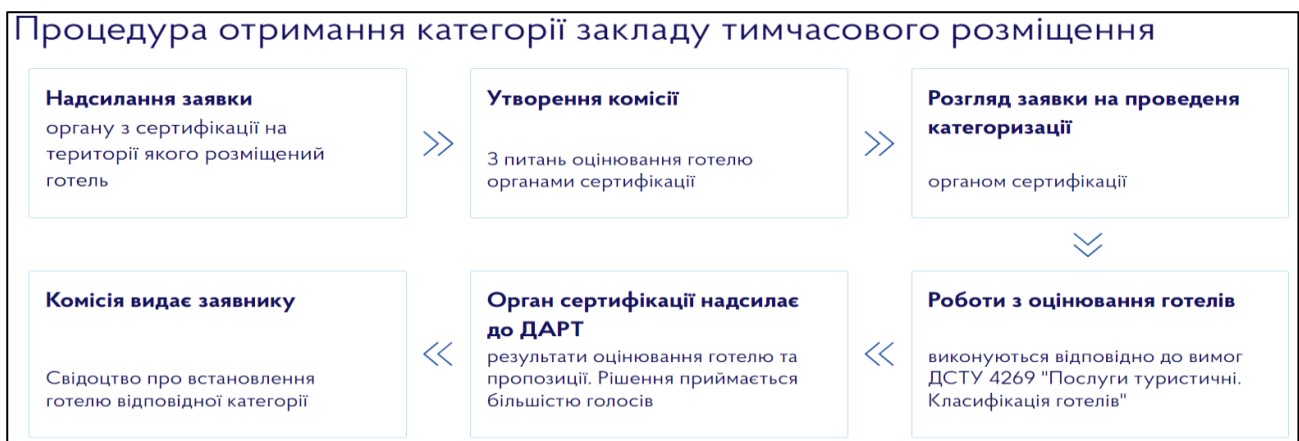 Процедура отримання категорії закладу тимчасового розміщення
Надсилання заявки
органу з сертифікації на
території якого розміщений
готель
Утворення комісії
З питань оцінювання готелю
органами сертифікації
Розгляд заявки на проведеня
категоризації
органом сертифікації
Роботи з оцінювання готелів
виконуються відповідно до вимог
ДСТУ 4269 "Послуги туристичні.
Класифікація готелів"
Орган сертифікації надсилає
до ДАРТ
результати оцінювання готелю та
пропозиції. Рішення приймається
більшістю голосів
Комісія видає заявнику
Свідоцтво про встановлення
готелю відповідної категорії